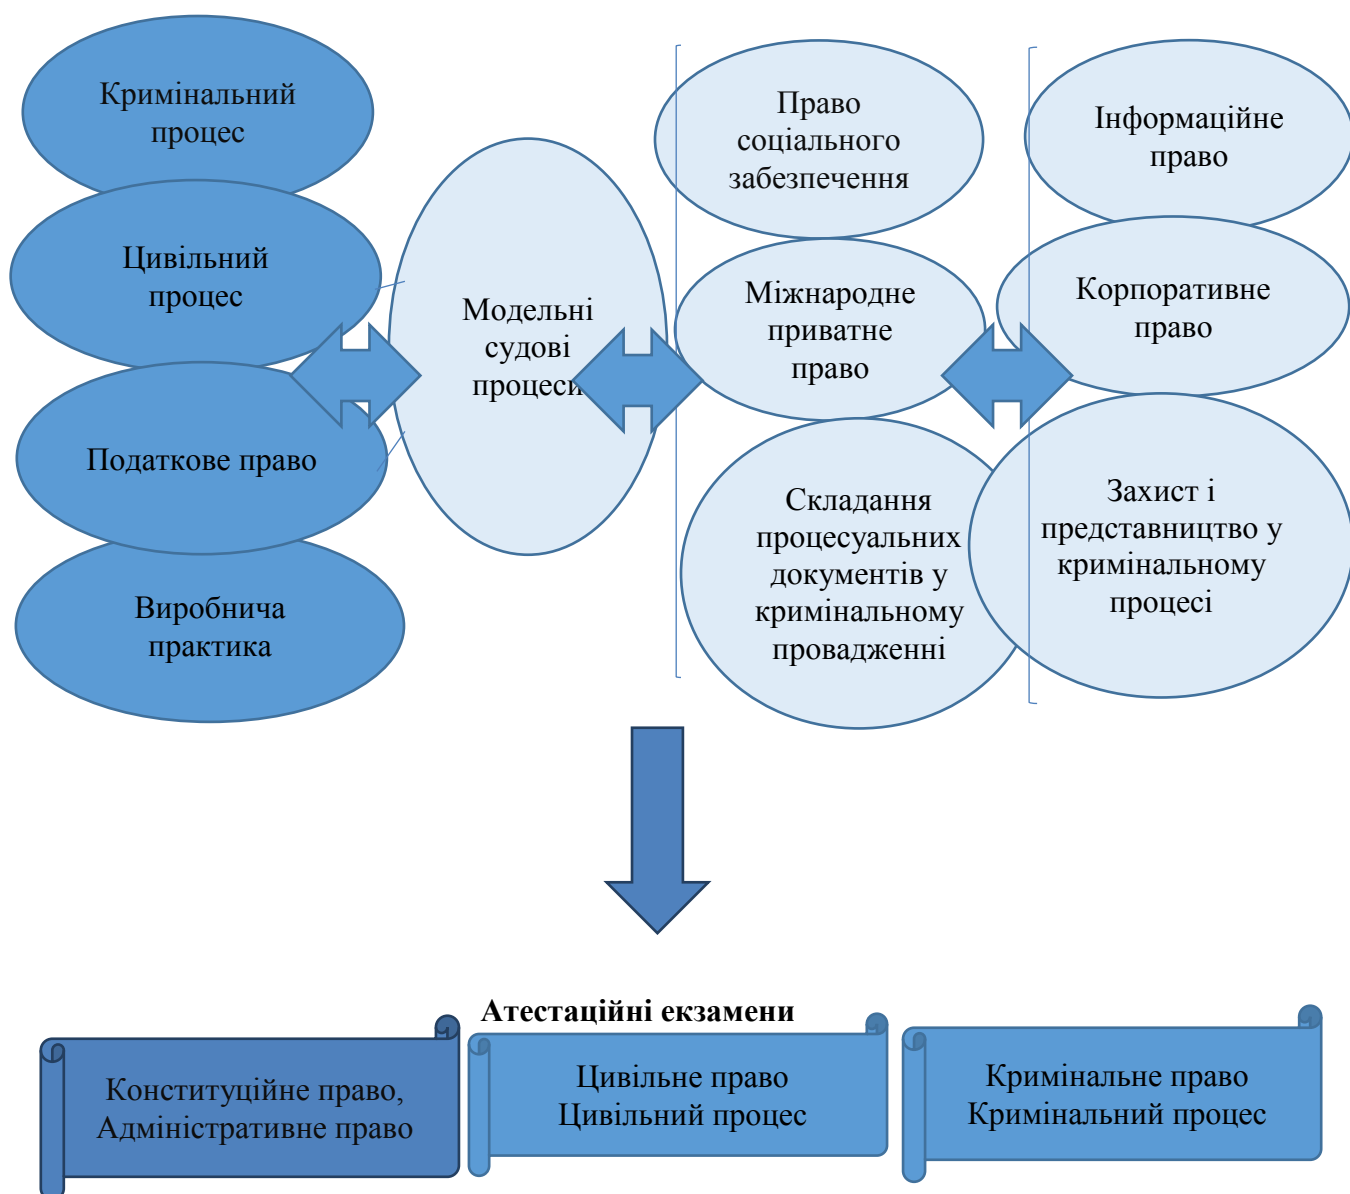 Кримінальний
процес
Цивільний
процес
Податкове право
Виробнича
практика
Модельні
судові
процеси
Право
соціального
забезпечення
Міжнародне
приватне
право
Складання
процесуальних
документів у
кримінальному
провадженні
Інформаційне
право
Корпоративне
право
Захист і
представництво у
кримінальному
процесі
Атестаційні екзамени
Конституційне право,
Адміністративне право
Цивільне право
Цивільний процес
Кримінальне право
Кримінальний процес